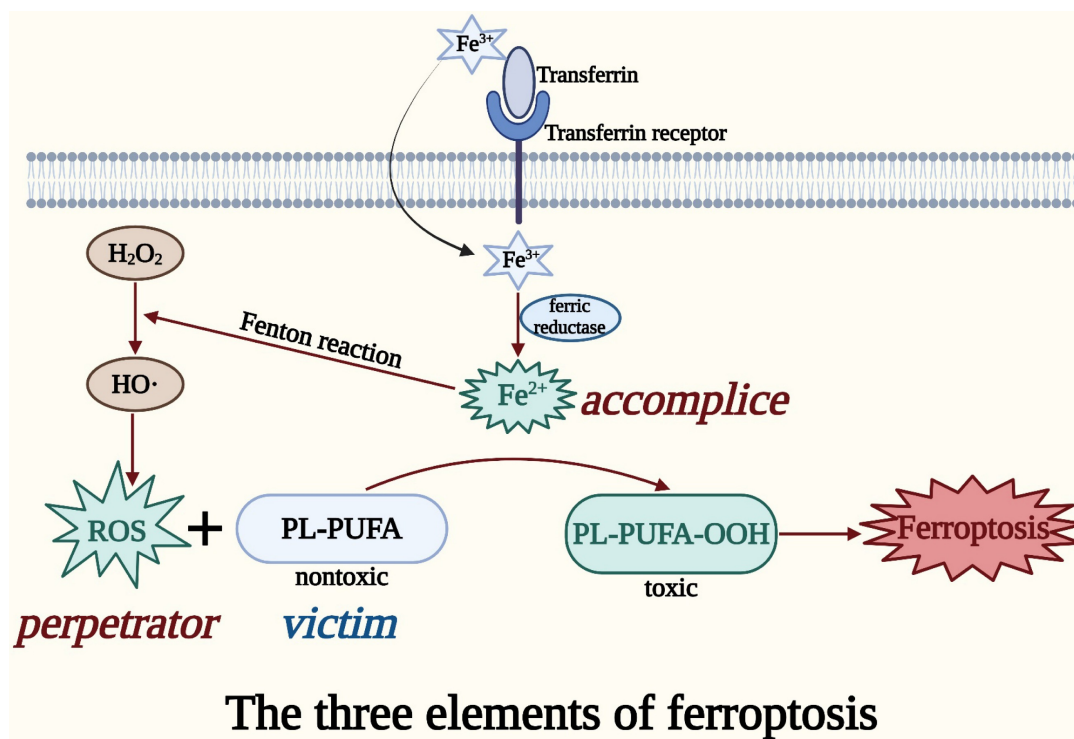 Fe³⁺
Transferrin
Transferrin receptor
H₂O₂
Fe³⁺
ferric
reductase
Fenton reaction
HO·
Fe²⁺
accomplice
ROS
+
PL-PUFA
nontoxic
PL-PUFA-OOH
toxic
Ferroptosis
perpetrator
victim
The three elements of ferroptosis